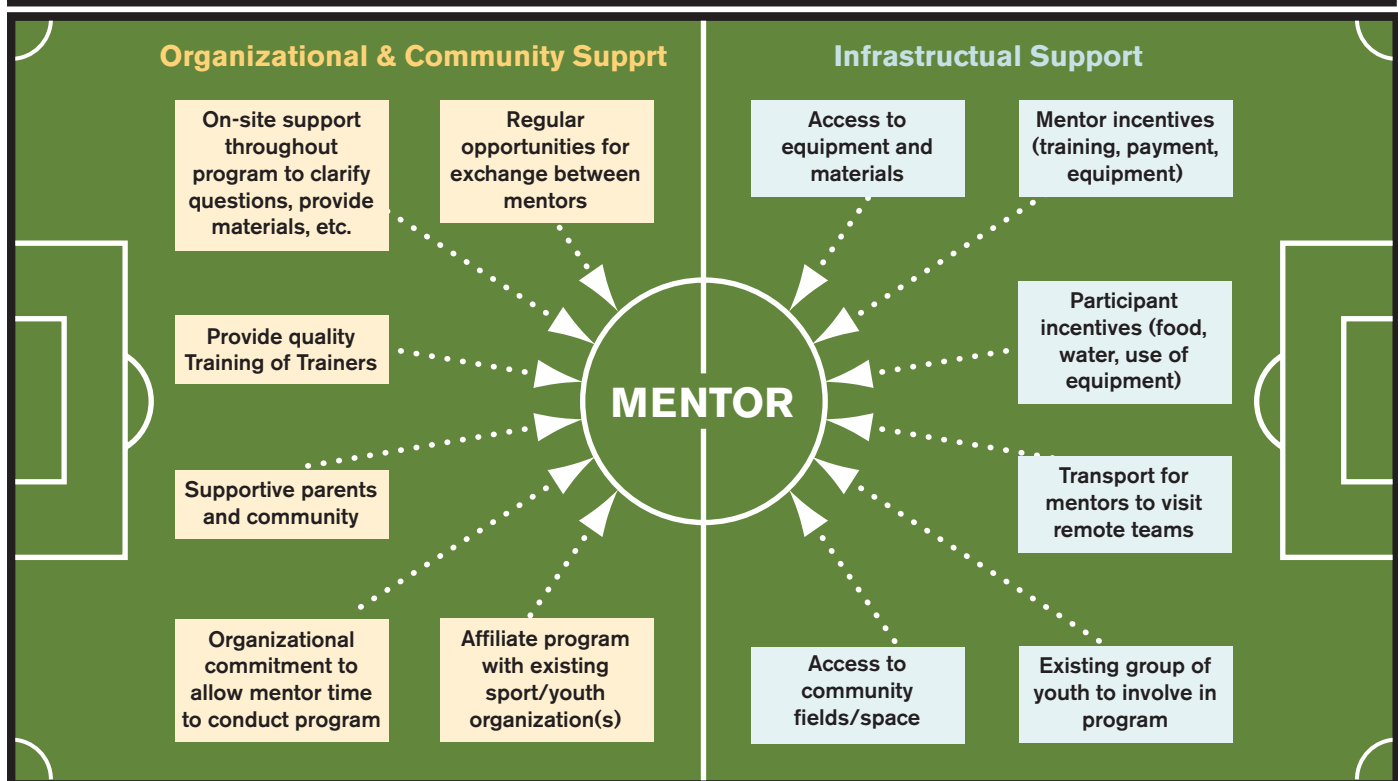 Organizational & Community Supprt
On-site support
throughout
program to clarify
questions, provide
materials, etc.
Regular
opportunities for
exchange between
mentors
Provide quality
Training of Trainers
Supportive parents
and community
Organizational
commitment to
allow mentor time
to conduct program
Affiliate program
with existing
sport/youth
organization(s)
MENTOR
Infrastructual Support
Access to
equipment and
materials
Mentor incentives
(training, payment,
equipment)
Participant
incentives (food,
water, use of
equipment)
Transport for
mentors to visit
remote teams
Access to
community
fields/space
Existing group of
youth to involve in
program